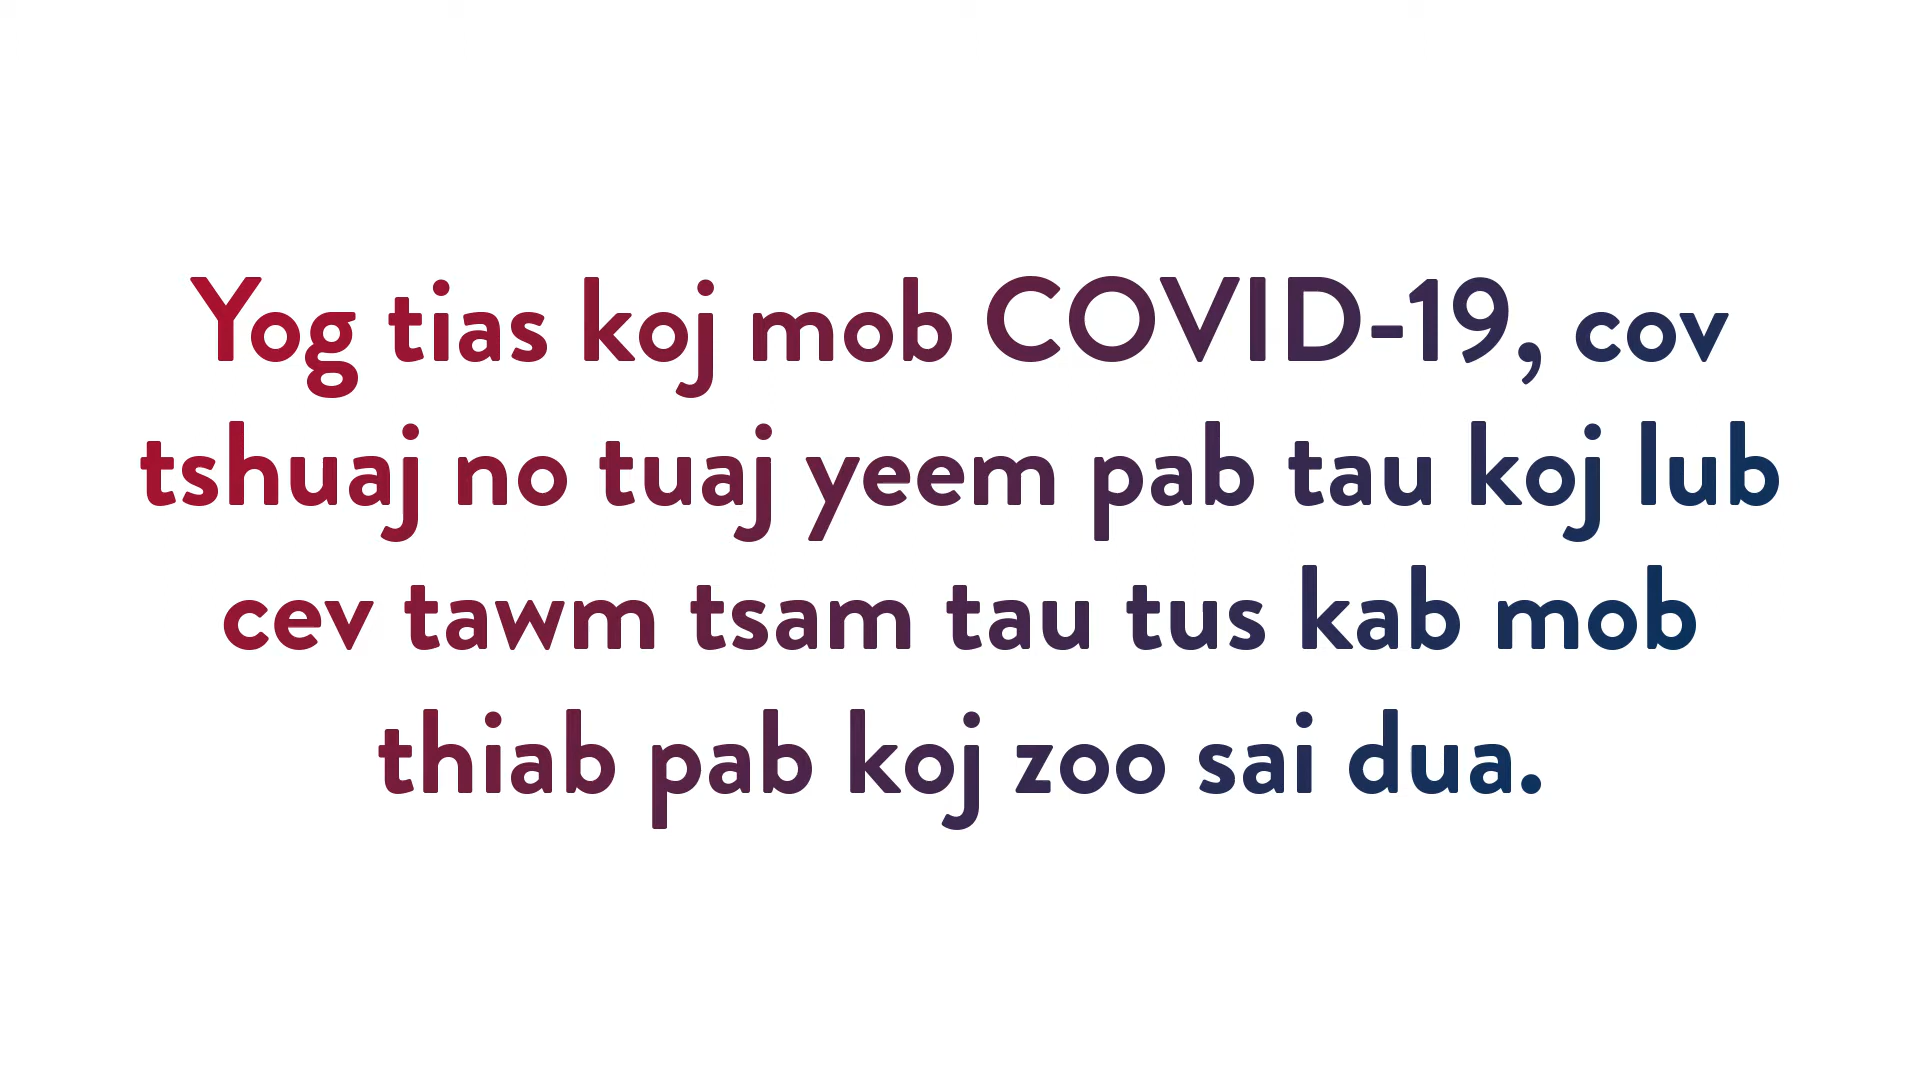 Yog tias koj mob COVID-19, cov
tshuaj no tuaj yeem pab tau koj lub
cev tawm tsam tau tus kab mob
thiab pab koj zoo sai dua.